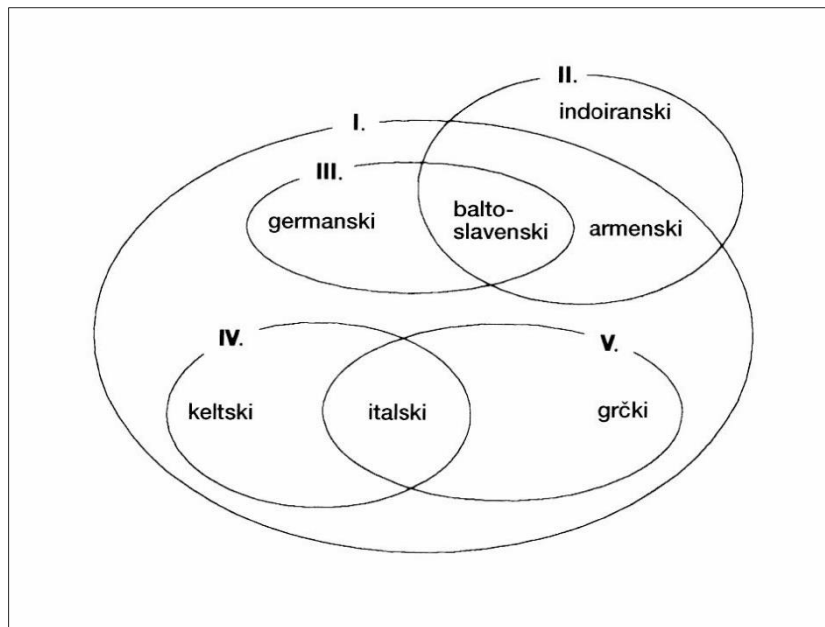 II.
indoiranski
I.
III.
germanski
balto-
slavenski
armenski
IV.
V.
keltski
italski
grčki